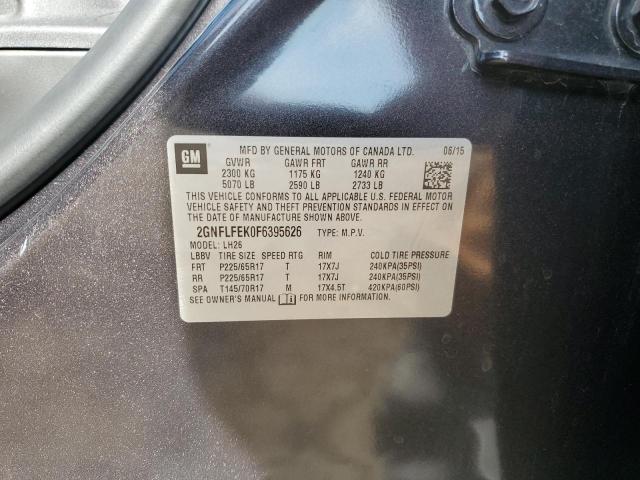 GM
MFD BY GENERAL MOTORS OF CANADA LTD. 06/15
GVWR GAWR FRT GAWR RR
2300 KG 1175 KG 1240 KG
5070 LB 2590 LB 2733 LB
THIS VEHICLE CONFORMS TO ALL APPLICABLE U.S. FEDERAL MOTOR
VEHICLE SAFETY AND THEFT PREVENTION STANDARDS IN EFFECT ON
THE DATE OF MANUFACTURE SHOWN ABOVE.
2GNFLFEK0F6395626 TYPE: M.P.V.
MODEL: LH26
LBBV TIRE SIZE SPEED RTG RIM COLD TIRE PRESSURE
FRT P225/65R17 T 17X7J 240KPA(35PSI)
RR P225/65R17 T 17X7J 240KPA(35PSI)
SPA T145/70R17 M 17X4.5T 420KPA(60PSI)
SEE OWNER'S MANUAL FOR MORE INFORMATION.